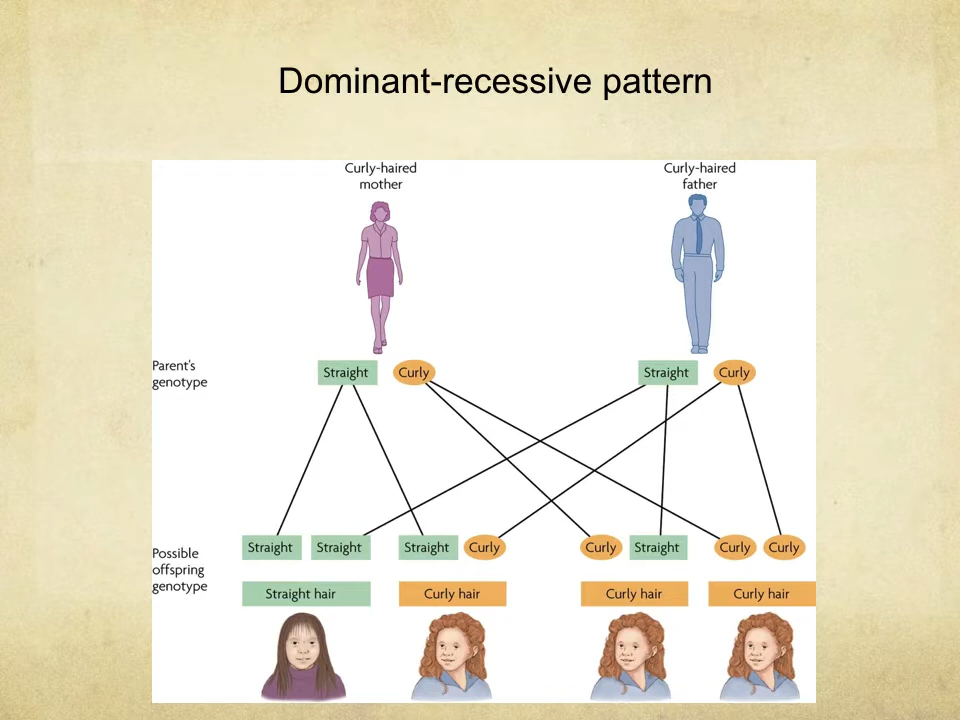 Dominant-recessive pattern
Curly-haired
mother
Curly-haired
father
Parent's
genotype
Straight
Curly
Straight
Curly
Possible
offspring
genotype
Straight
Straight
Straight
Curly
Curly
Straight
Curly
Curly
Straight hair
Curly hair
Curly hair
Curly hair